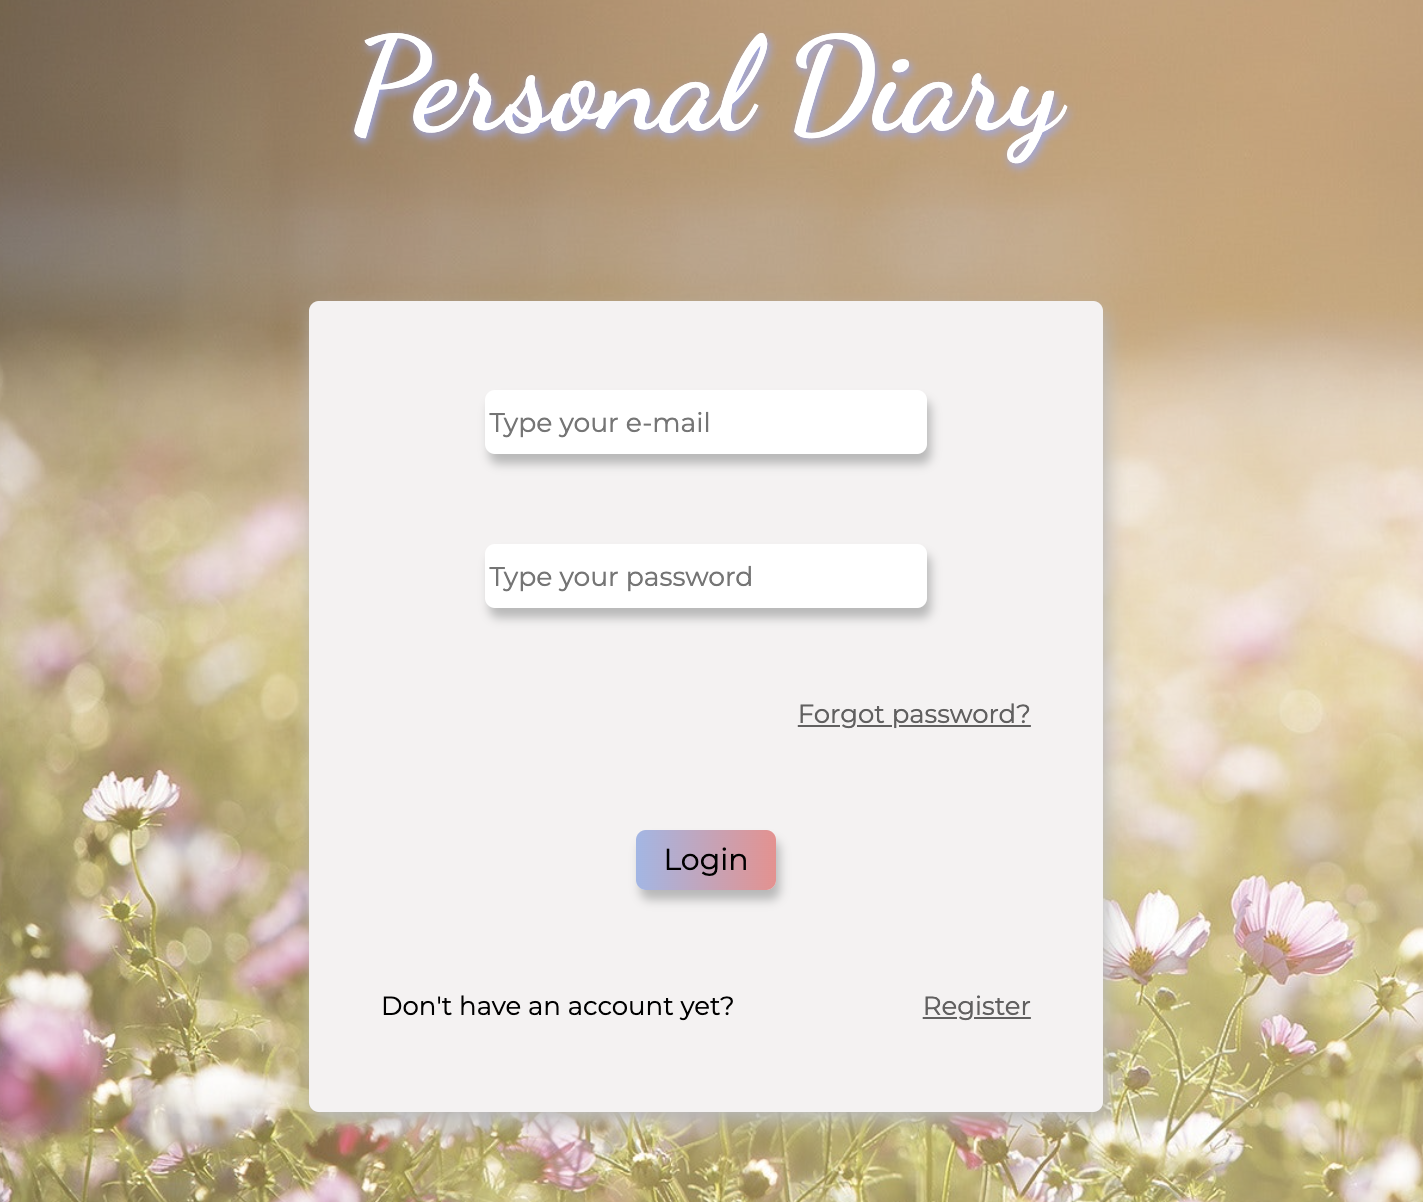 Personal Diary
Type your e-mail
Type your password
Forgot password?
Login
Don't have an account yet? Register